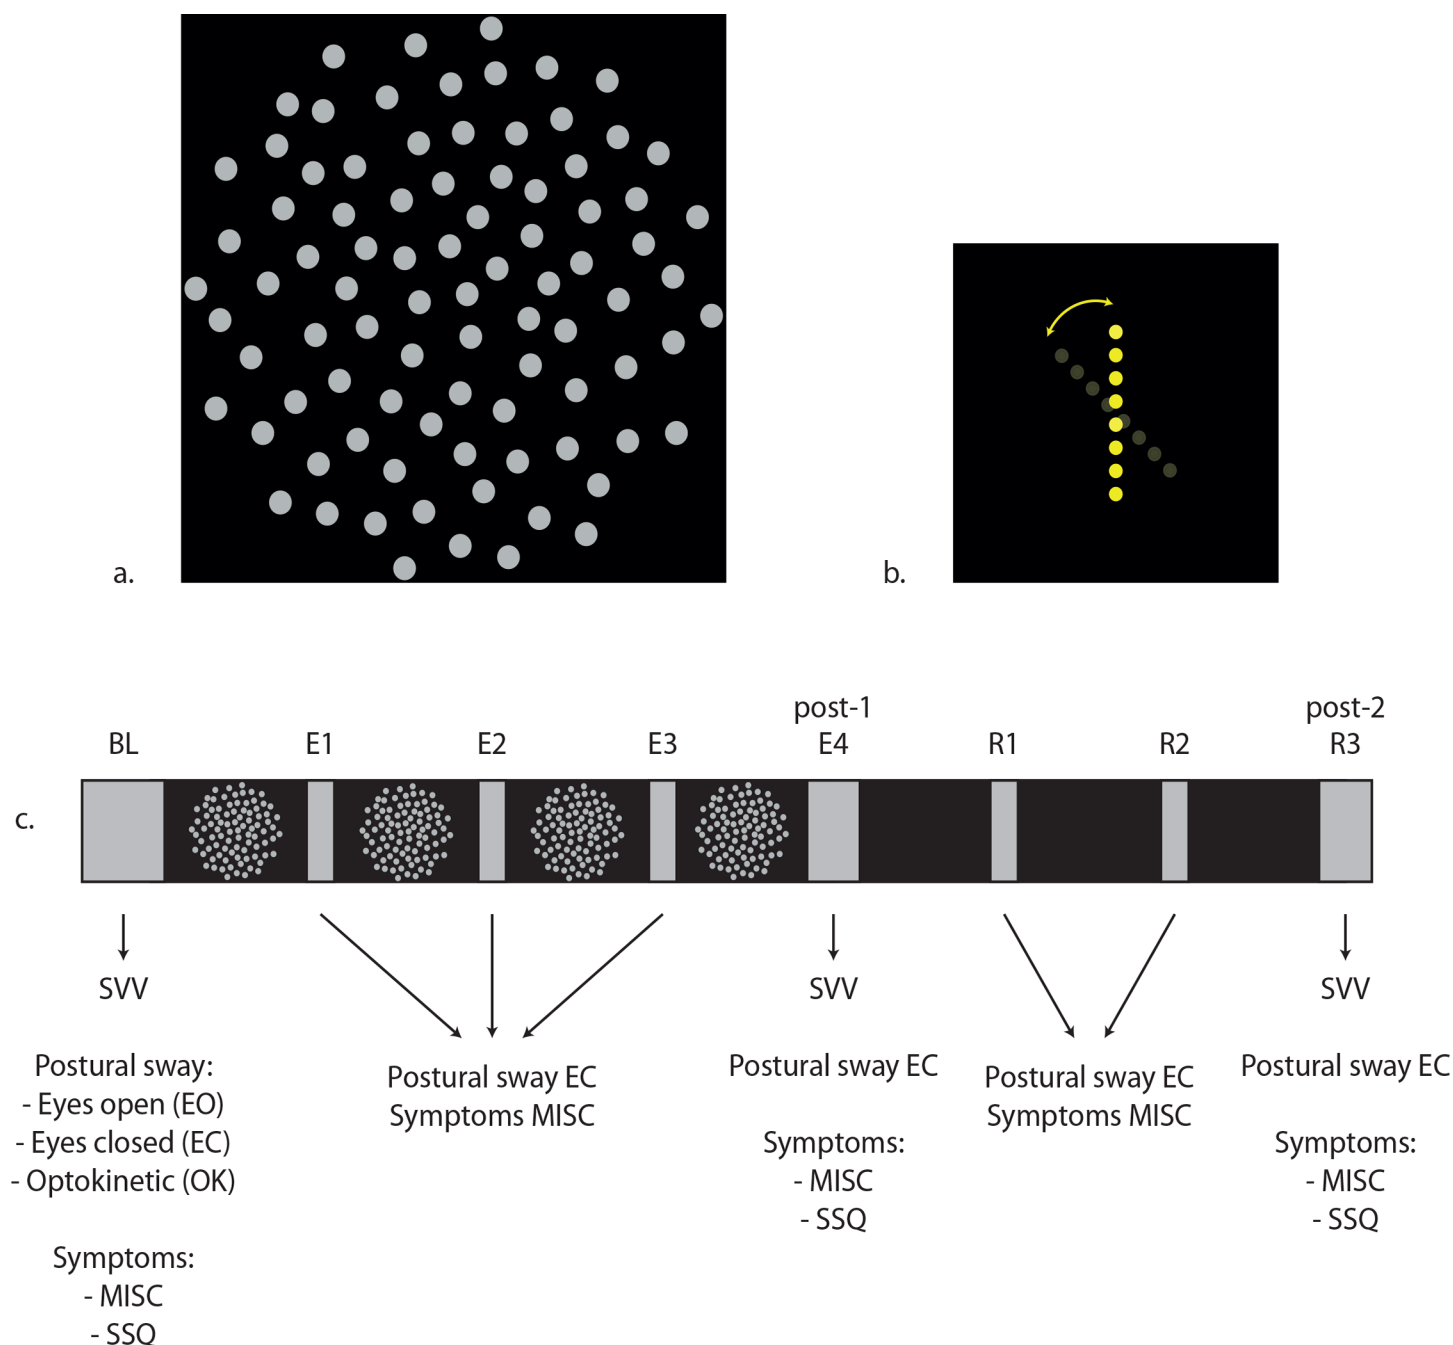 a.
b.
post-1
post-2
BL
E1
E2
E3
E4
R1
R2
R3
c.
SVV
SVV
SVV
Postural sway:
- Eyes open (EO)
- Eyes closed (EC)
- Optokinetic (OK)
Symptoms:
- MISC
- SSQ
Postural sway EC
Symptoms MISC
Postural sway EC
Symptoms:
- MISC
- SSQ
Postural sway EC
Symptoms MISC
Postural sway EC
Symptoms:
- MISC
- SSQ